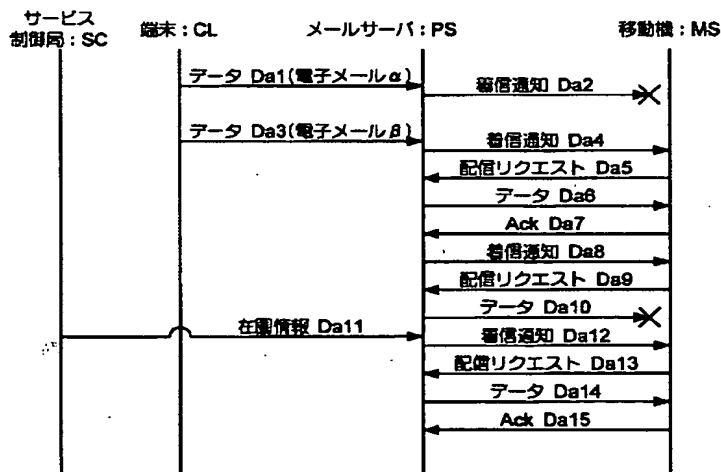 サービス
制御局：SC
端末：CL
メールサーバ：PS
移動機：MS
データ Da1(電子メールα)
着信通知 Da2
データ Da3(電子メールβ)
着信通知 Da4
配信リクエスト Da5
データ Da6
Ack Da7
着信通知 Da8
配信リクエスト Da9
データ Da10
在圏情報 Da11
着信通知 Da12
配信リクエスト Da13
データ Da14
Ack Da15